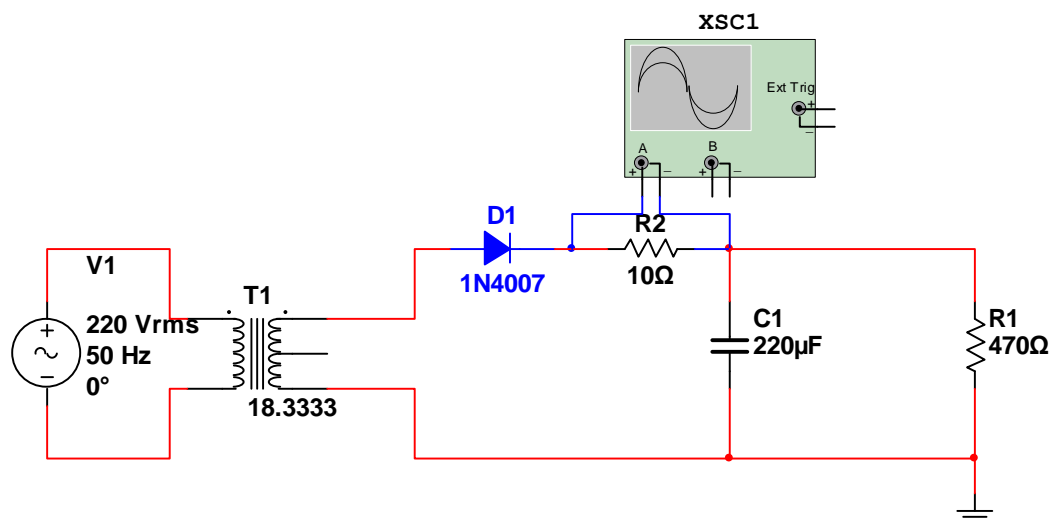 XSC1
Ext Trig
+
_
A
B
+
_
+
_
D1
1N4007
R2
10Ω
V1
T1
+
220 Vrms
50 Hz
0°
18.3333
C1
220µF
R1
470Ω